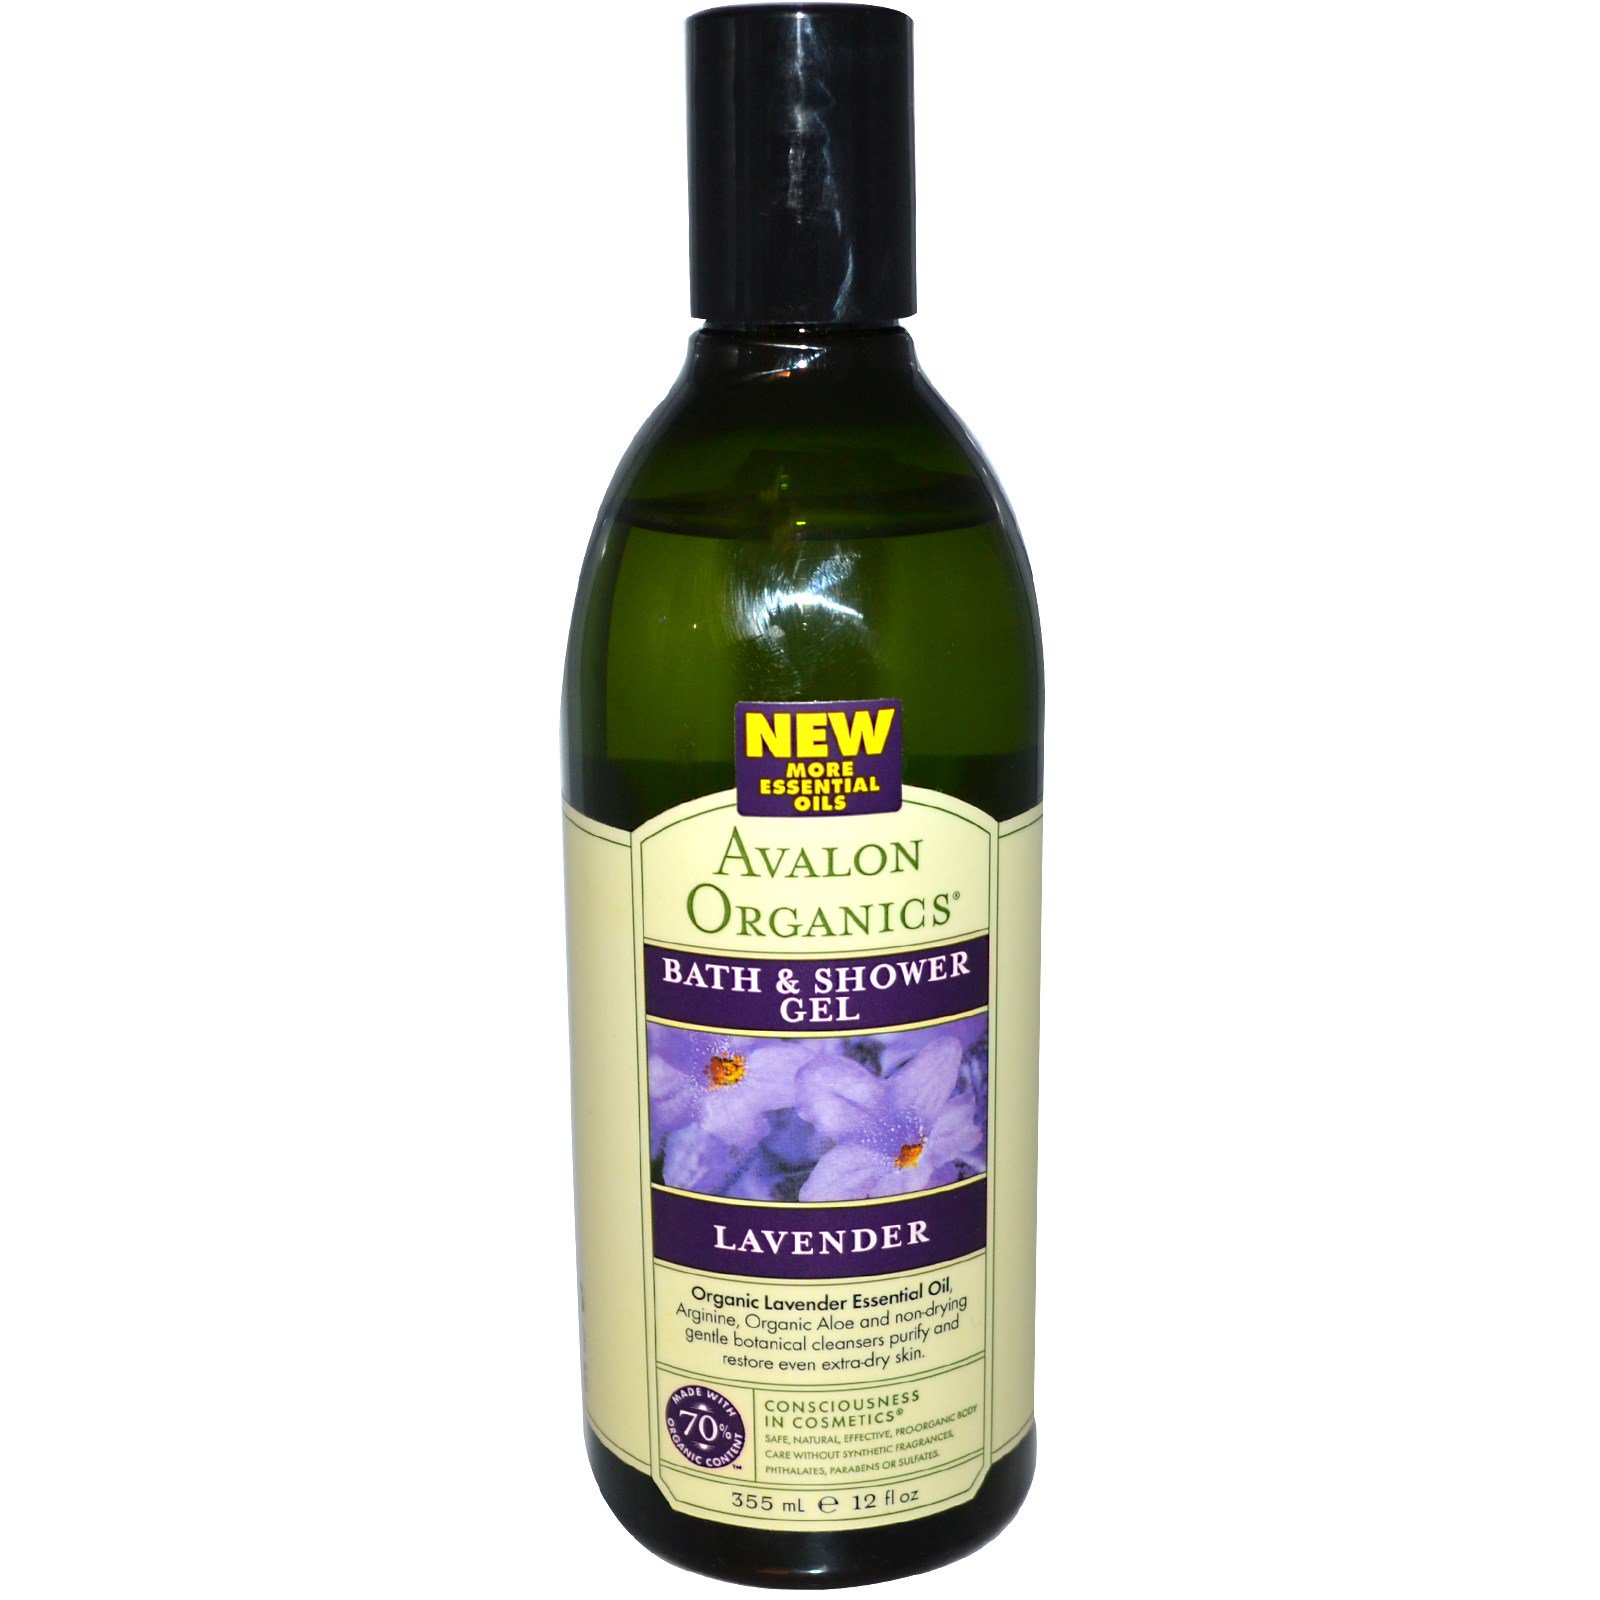 NEW
MORE
ESSENTIAL
OILS
AVALON
ORGANICS®
BATH & SHOWER
GEL
LAVENDER
Organic Lavender Essential Oil,
Arginine, Organic Aloe and non-drying
gentle botanical cleansers purify and
restore even extra-dry skin.
MADE WITH
70%
ORGANIC CONTENT™
CONSCIOUSNESS
IN COSMETICS®
SAFE, NATURAL, EFFECTIVE, PRO-ORGANIC BODY
CARE WITHOUT SYNTHETIC FRAGRANCES,
PHTHALATES, PARABENS OR SULFATES.
355 mL ℮ 12 fl oz